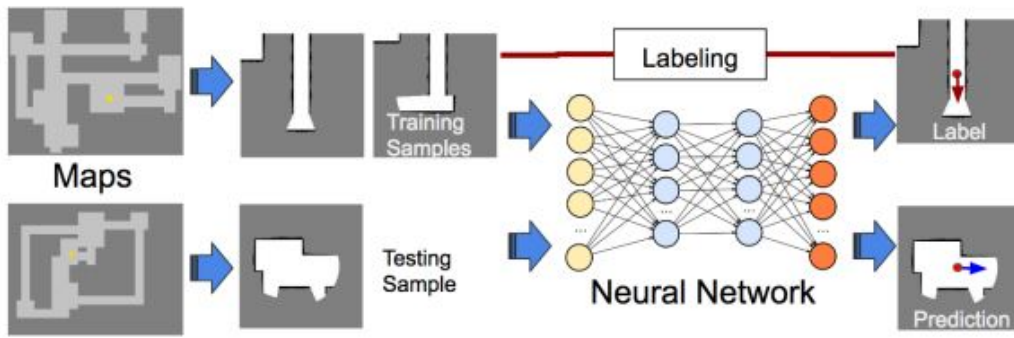 Labeling
Training
Samples
Label
Maps
...
...
...
...
Testing
Sample
...
...
Neural Network
Prediction